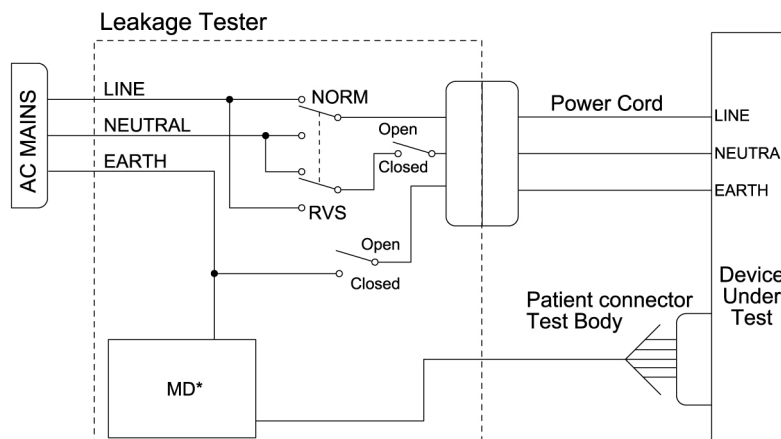 Leakage Tester
AC MAINS
LINE
NEUTRAL
EARTH
NORM
RVS
Open
Closed
Open
Closed
MD*
Power Cord
LINE
NEUTRA
EARTH
Patient connector
Test Body
Device
Under
Test